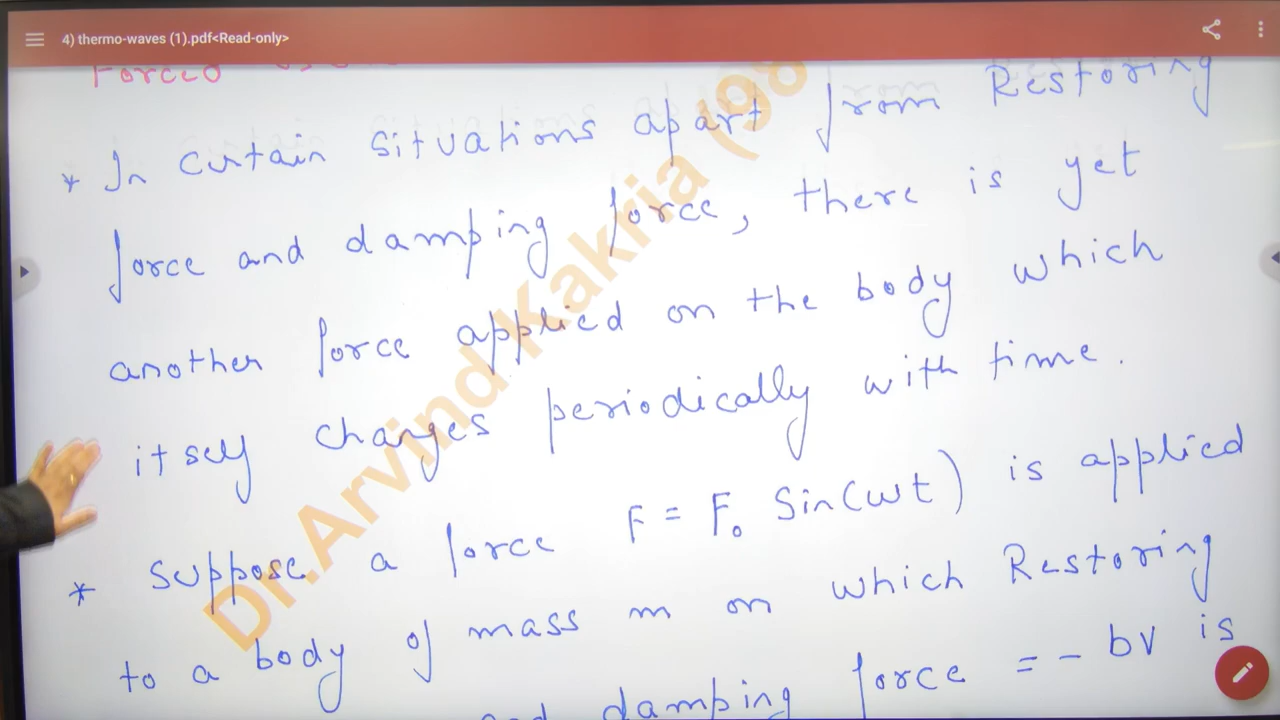 4) thermo-waves (1).pdf<Read-only>
Forced
* In certain situations apart from Restoring
force and damping force, there is yet
another force applied on the body which
itself changes periodically with time.
* Suppose a force F = F₀ Sin(ωt) is applied
to a body of mass m on which Restoring
and damping force = - bv is
Dr.Arvind Kakria (98